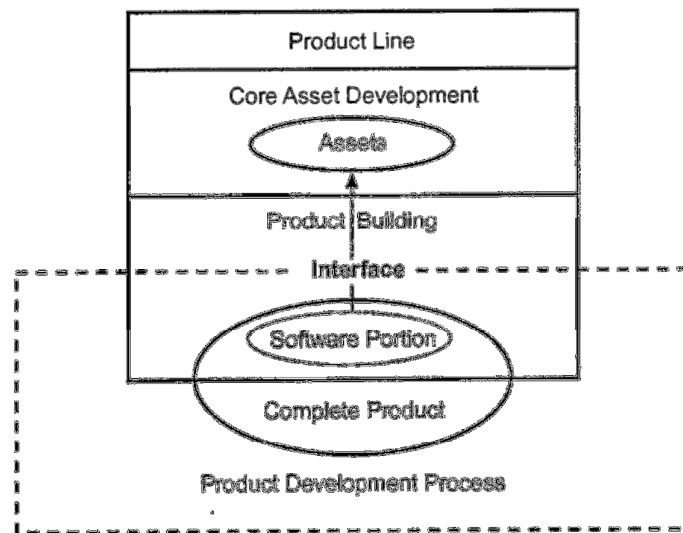 Product Line
Core Asset Development
Assets
Product Building
Interface
Software Portion
Complete Product
Product Development Process